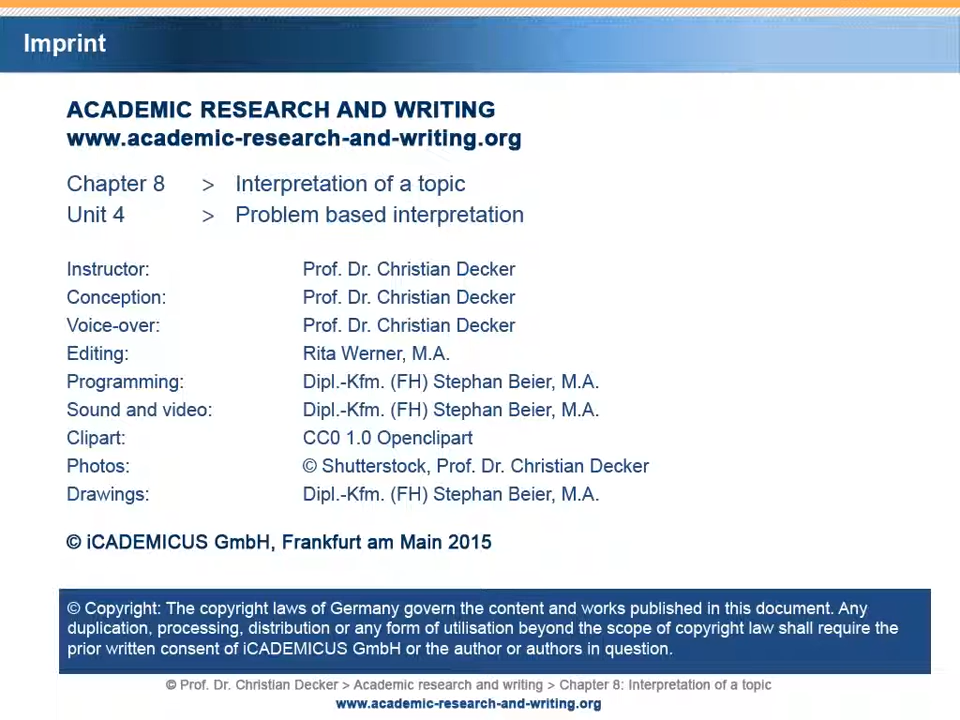 Imprint
ACADEMIC RESEARCH AND WRITING
www.academic-research-and-writing.org
Chapter 8 > Interpretation of a topic
Unit 4 > Problem based interpretation
Instructor: Prof. Dr. Christian Decker
Conception: Prof. Dr. Christian Decker
Voice-over: Prof. Dr. Christian Decker
Editing: Rita Werner, M.A.
Programming: Dipl.-Kfm. (FH) Stephan Beier, M.A.
Sound and video: Dipl.-Kfm. (FH) Stephan Beier, M.A.
Clipart: CC0 1.0 Openclipart
Photos: © Shutterstock, Prof. Dr. Christian Decker
Drawings: Dipl.-Kfm. (FH) Stephan Beier, M.A.
© iCADEMICUS GmbH, Frankfurt am Main 2015
© Copyright: The copyright laws of Germany govern the content and works published in this document. Any
duplication, processing, distribution or any form of utilisation beyond the scope of copyright law shall require the
prior written consent of iCADEMICUS GmbH or the author or authors in question.
© Prof. Dr. Christian Decker > Academic research and writing > Chapter 8: Interpretation of a topic
www.academic-research-and-writing.org